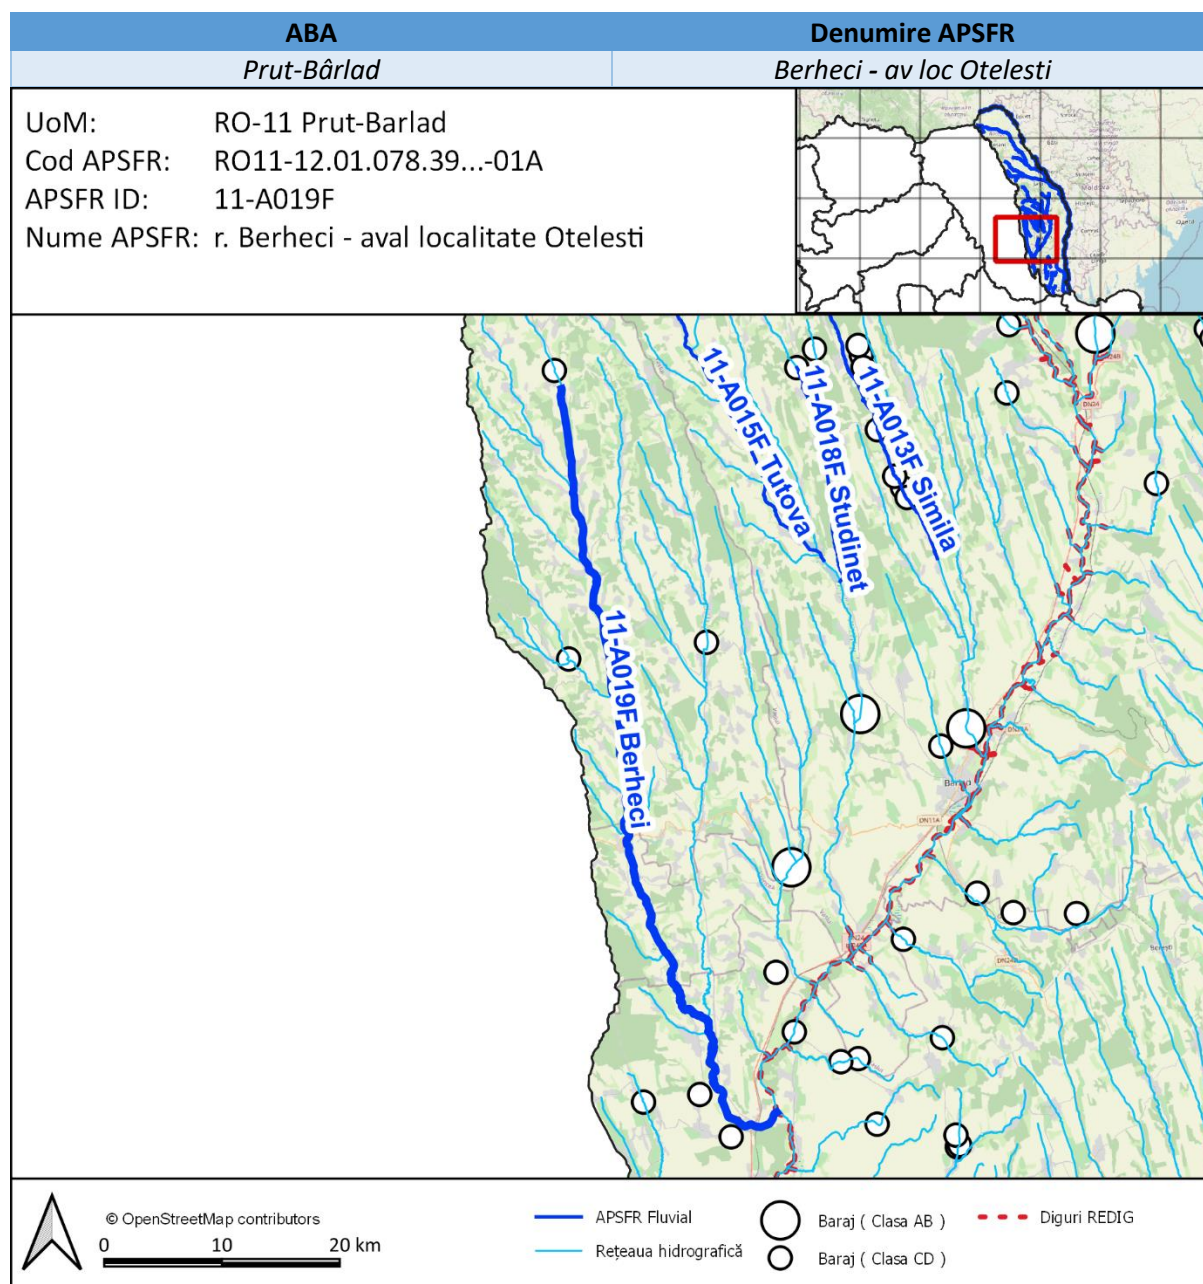 ABA Denumire APSFR
Prut-Bârlad Berheci - av loc Otelesti
UoM: RO-11 Prut-Barlad
Cod APSFR: RO11-12.01.078.39...-01A
APSFR ID: 11-A019F
Nume APSFR: r. Berheci - aval localitate Otelesti
11-A015F_Tutova
11-A018F_Studinet
11-A013F_Simila
11-A019F_Berheci
DN11A
© OpenStreetMap contributors
0 10 20 km
APSFR Fluvial
Rețeaua hidrografică
Baraj ( Clasa AB )
Baraj ( Clasa CD )
Diguri REDIG